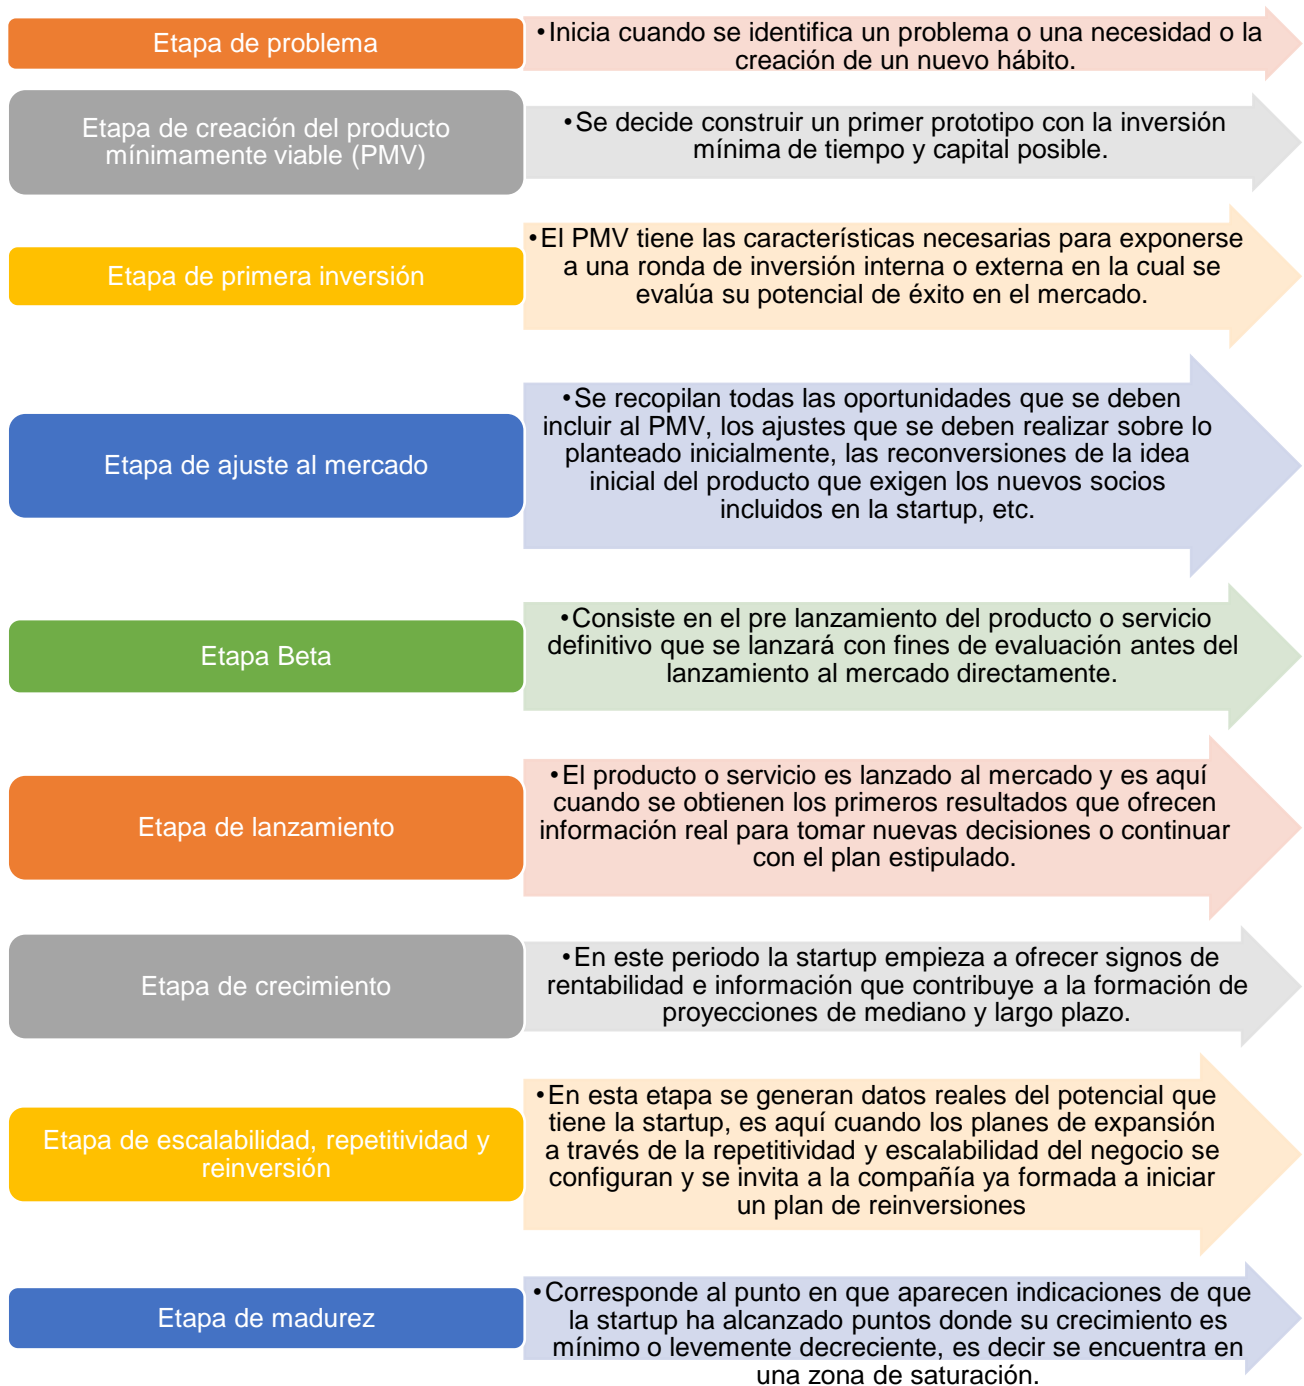 Etapa de problema
•Inicia cuando se identifica un problema o una necesidad o la
creación de un nuevo hábito.
Etapa de creación del producto
mínimamente viable (PMV)
•Se decide construir un primer prototipo con la inversión
mínima de tiempo y capital posible.
Etapa de primera inversión
•El PMV tiene las características necesarias para exponerse
a una ronda de inversión interna o externa en la cual se
evalúa su potencial de éxito en el mercado.
Etapa de ajuste al mercado
•Se recopilan todas las oportunidades que se deben
incluir al PMV, los ajustes que se deben realizar sobre lo
planteado inicialmente, las reconversiones de la idea
inicial del producto que exigen los nuevos socios
incluidos en la startup, etc.
Etapa Beta
•Consiste en el pre lanzamiento del producto o servicio
definitivo que se lanzará con fines de evaluación antes del
lanzamiento al mercado directamente.
Etapa de lanzamiento
•El producto o servicio es lanzado al mercado y es aquí
cuando se obtienen los primeros resultados que ofrecen
información real para tomar nuevas decisiones o continuar
con el plan estipulado.
Etapa de crecimiento
•En este periodo la startup empieza a ofrecer signos de
rentabilidad e información que contribuye a la formación de
proyecciones de mediano y largo plazo.
Etapa de escalabilidad, repetitividad y
reinversión
•En esta etapa se generan datos reales del potencial que
tiene la startup, es aquí cuando los planes de expansión
a través de la repetitividad y escalabilidad del negocio se
configuran y se invita a la compañía ya formada a iniciar
un plan de reinversiones
Etapa de madurez
•Corresponde al punto en que aparecen indicaciones de que
la startup ha alcanzado puntos donde su crecimiento es
mínimo o levemente decreciente, es decir se encuentra en
una zona de saturación.